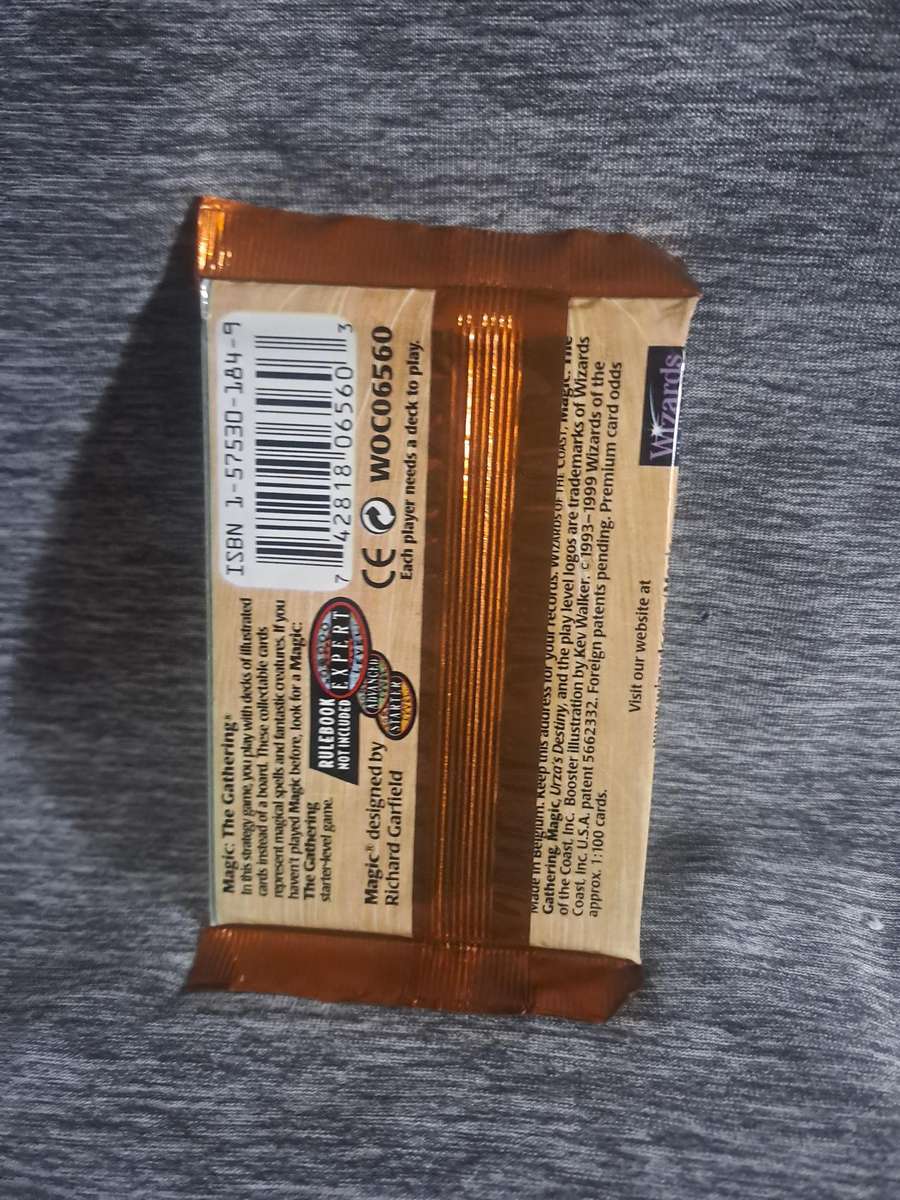 Magic: The Gathering®
In this strategy game, you play with decks of illustrated
cards instead of a board. These collectable cards
represent magical spells and fantastic creatures. If you
haven't played Magic before, look for a Magic:
The Gathering
starter-level game.
RULEBOOK
NOT INCLUDED
EXPERT
LEVEL
ADVANCED
STARTER
LEVEL
Magic® designed by
Richard Garfield
ISBN 1-57530-184-9
7 42818 06560 3
CE WOC06560
Each player needs a deck to play.
Made in Belgium. Keep this address for your records. WIZARDS OF THE COAST, Magic: The
Gathering, Magic, Urza's Destiny, and the play level logos are trademarks of Wizards
of the Coast, Inc. Booster illustration by Kev Walker. © 1993–1999 Wizards of the
Coast, Inc. U.S.A. patent 5662332. Foreign patents pending. Premium card odds
approx. 1:100 cards.
Visit our website at
Wizards